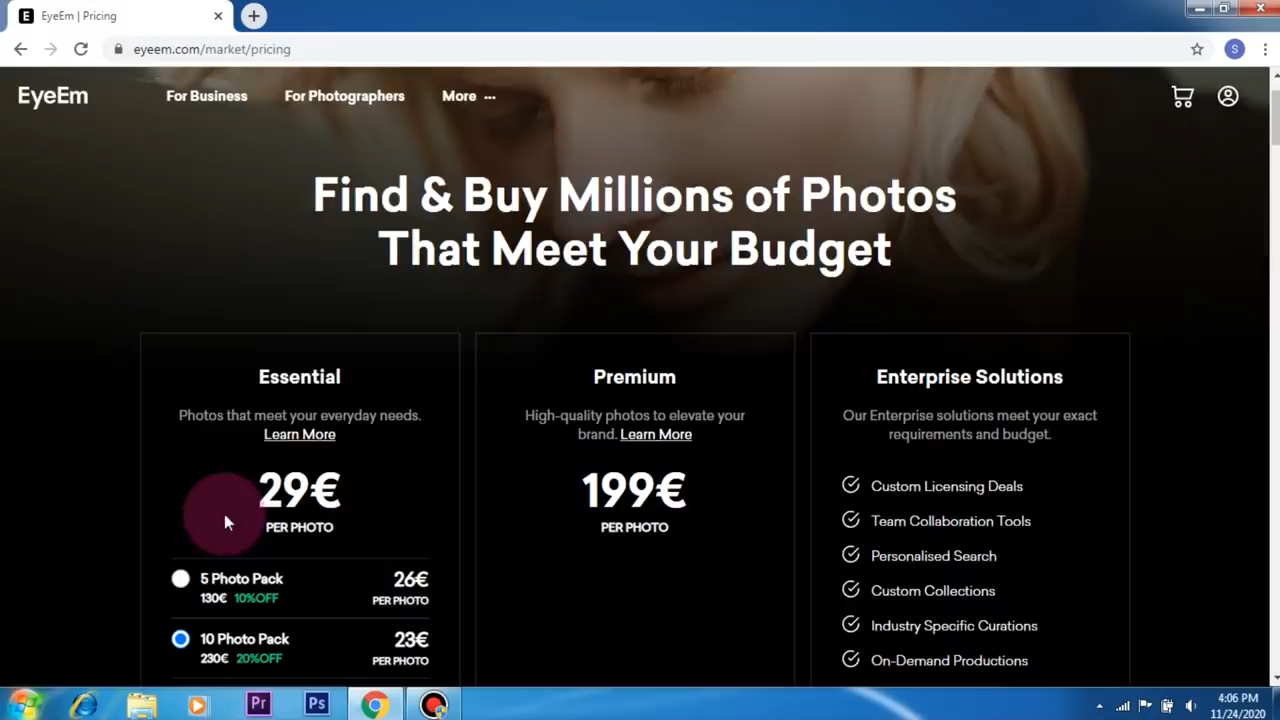 E EyeEm | Pricing
eyeem.com/market/pricing
S
EyeEm For Business For Photographers More
Find & Buy Millions of Photos
That Meet Your Budget
Essential
Photos that meet your everyday needs.
Learn More
29€
PER PHOTO
5 Photo Pack 26€
130€ 10%OFF PER PHOTO
10 Photo Pack 23€
230€ 20%OFF PER PHOTO
Premium
High-quality photos to elevate your
brand. Learn More
199€
PER PHOTO
Enterprise Solutions
Our Enterprise solutions meet your exact
requirements and budget.
Custom Licensing Deals
Team Collaboration Tools
Personalised Search
Custom Collections
Industry Specific Curations
On-Demand Productions
Pr Ps
4:06 PM
11/24/2020